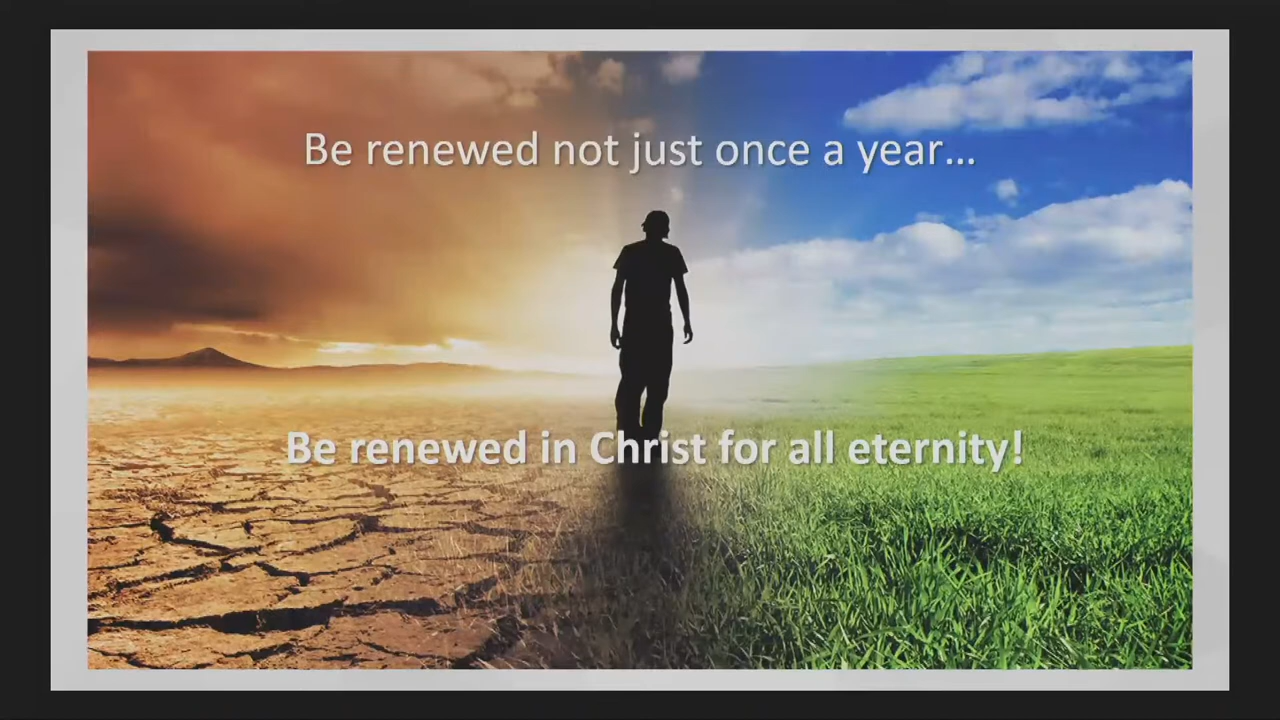 Be renewed not just once a year…
Be renewed in Christ for all eternity!